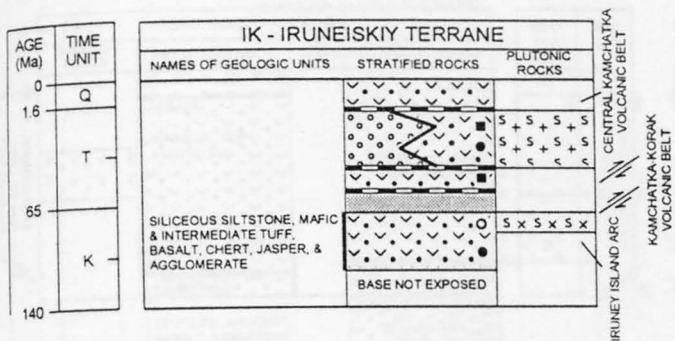 IK - IRUNEISKIY TERRANE
AGE
(Ma)
TIME
UNIT
NAMES OF GEOLOGIC UNITS
STRATIFIED ROCKS
PLUTONIC
ROCKS
0
Q
1.6
T
65
K
140
SILICEOUS SILTSTONE, MAFIC
& INTERMEDIATE TUFF,
BASALT, CHERT, JASPER, &
AGGLOMERATE
BASE NOT EXPOSED
S S S S
S S S S
S x S x S x
CENTRAL KAMCHATKA
VOLCANIC BELT
KAMCHATKA-KORAK
VOLCANIC BELT
IRUNEY ISLAND ARC